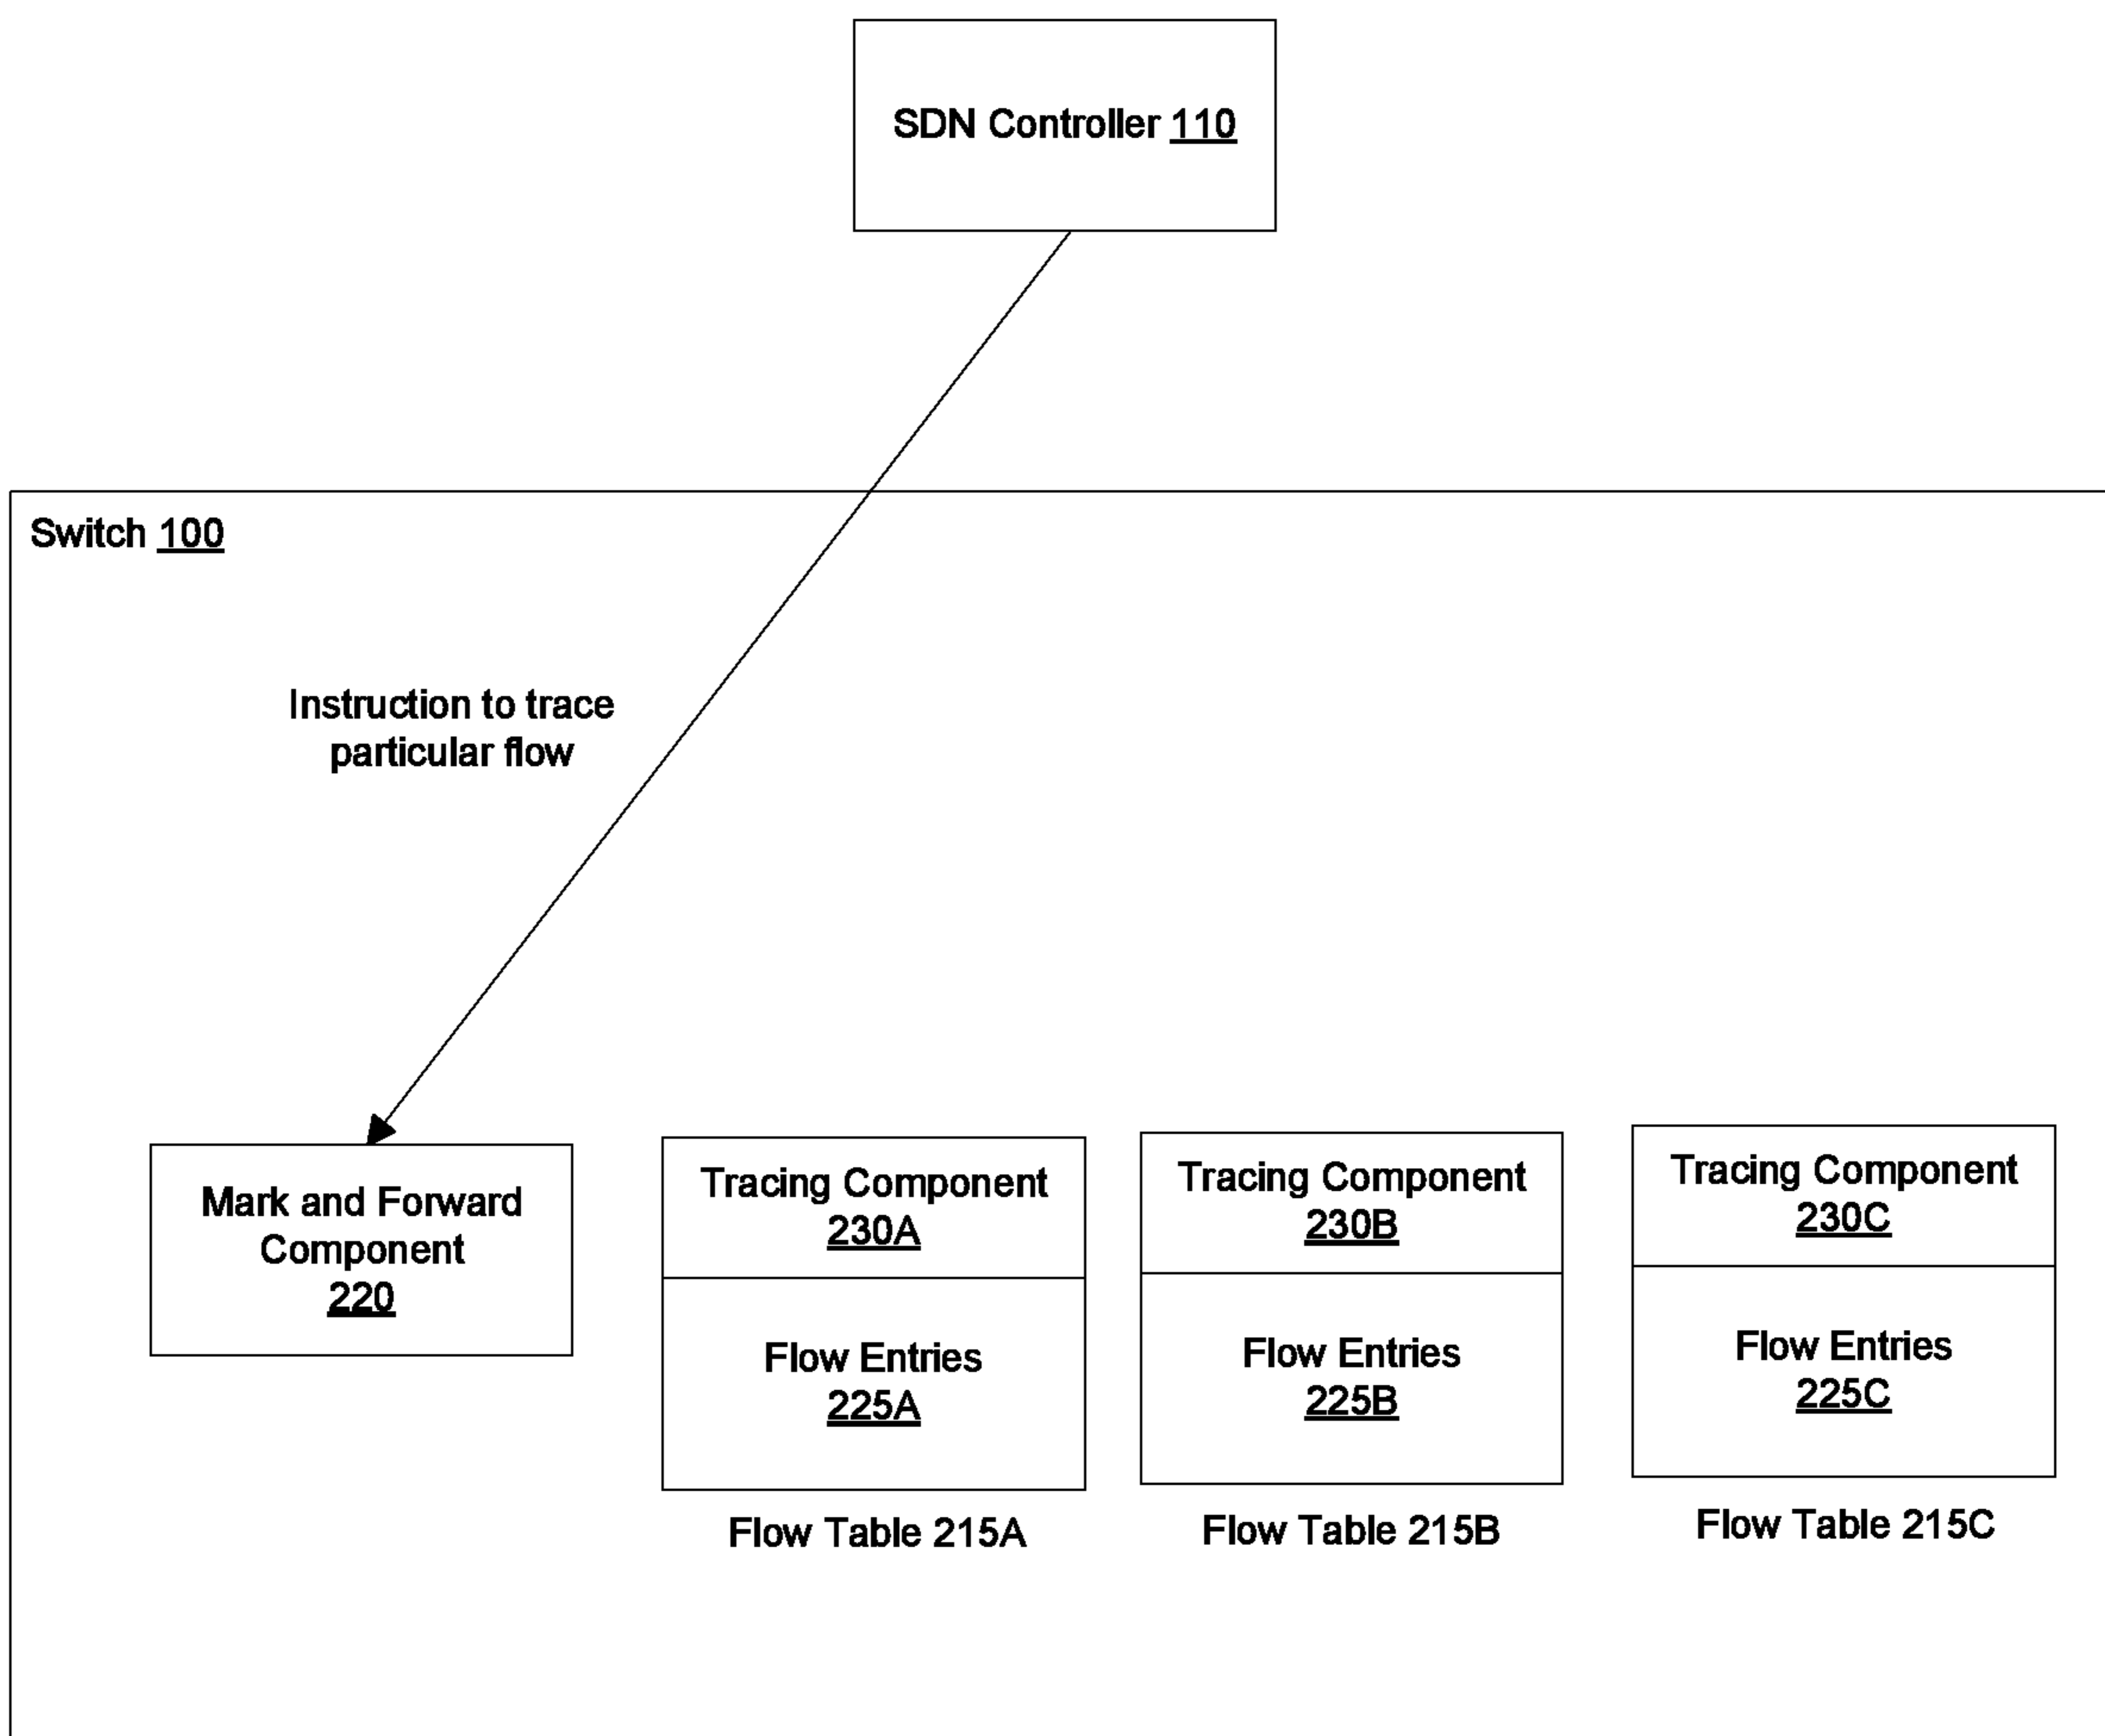 SDN Controller 110
Switch 100
Instruction to trace
particular flow
Mark and Forward
Component
220
Tracing Component
230A
Flow Entries
225A
Flow Table 215A
Tracing Component
230B
Flow Entries
225B
Flow Table 215B
Tracing Component
230C
Flow Entries
225C
Flow Table 215C